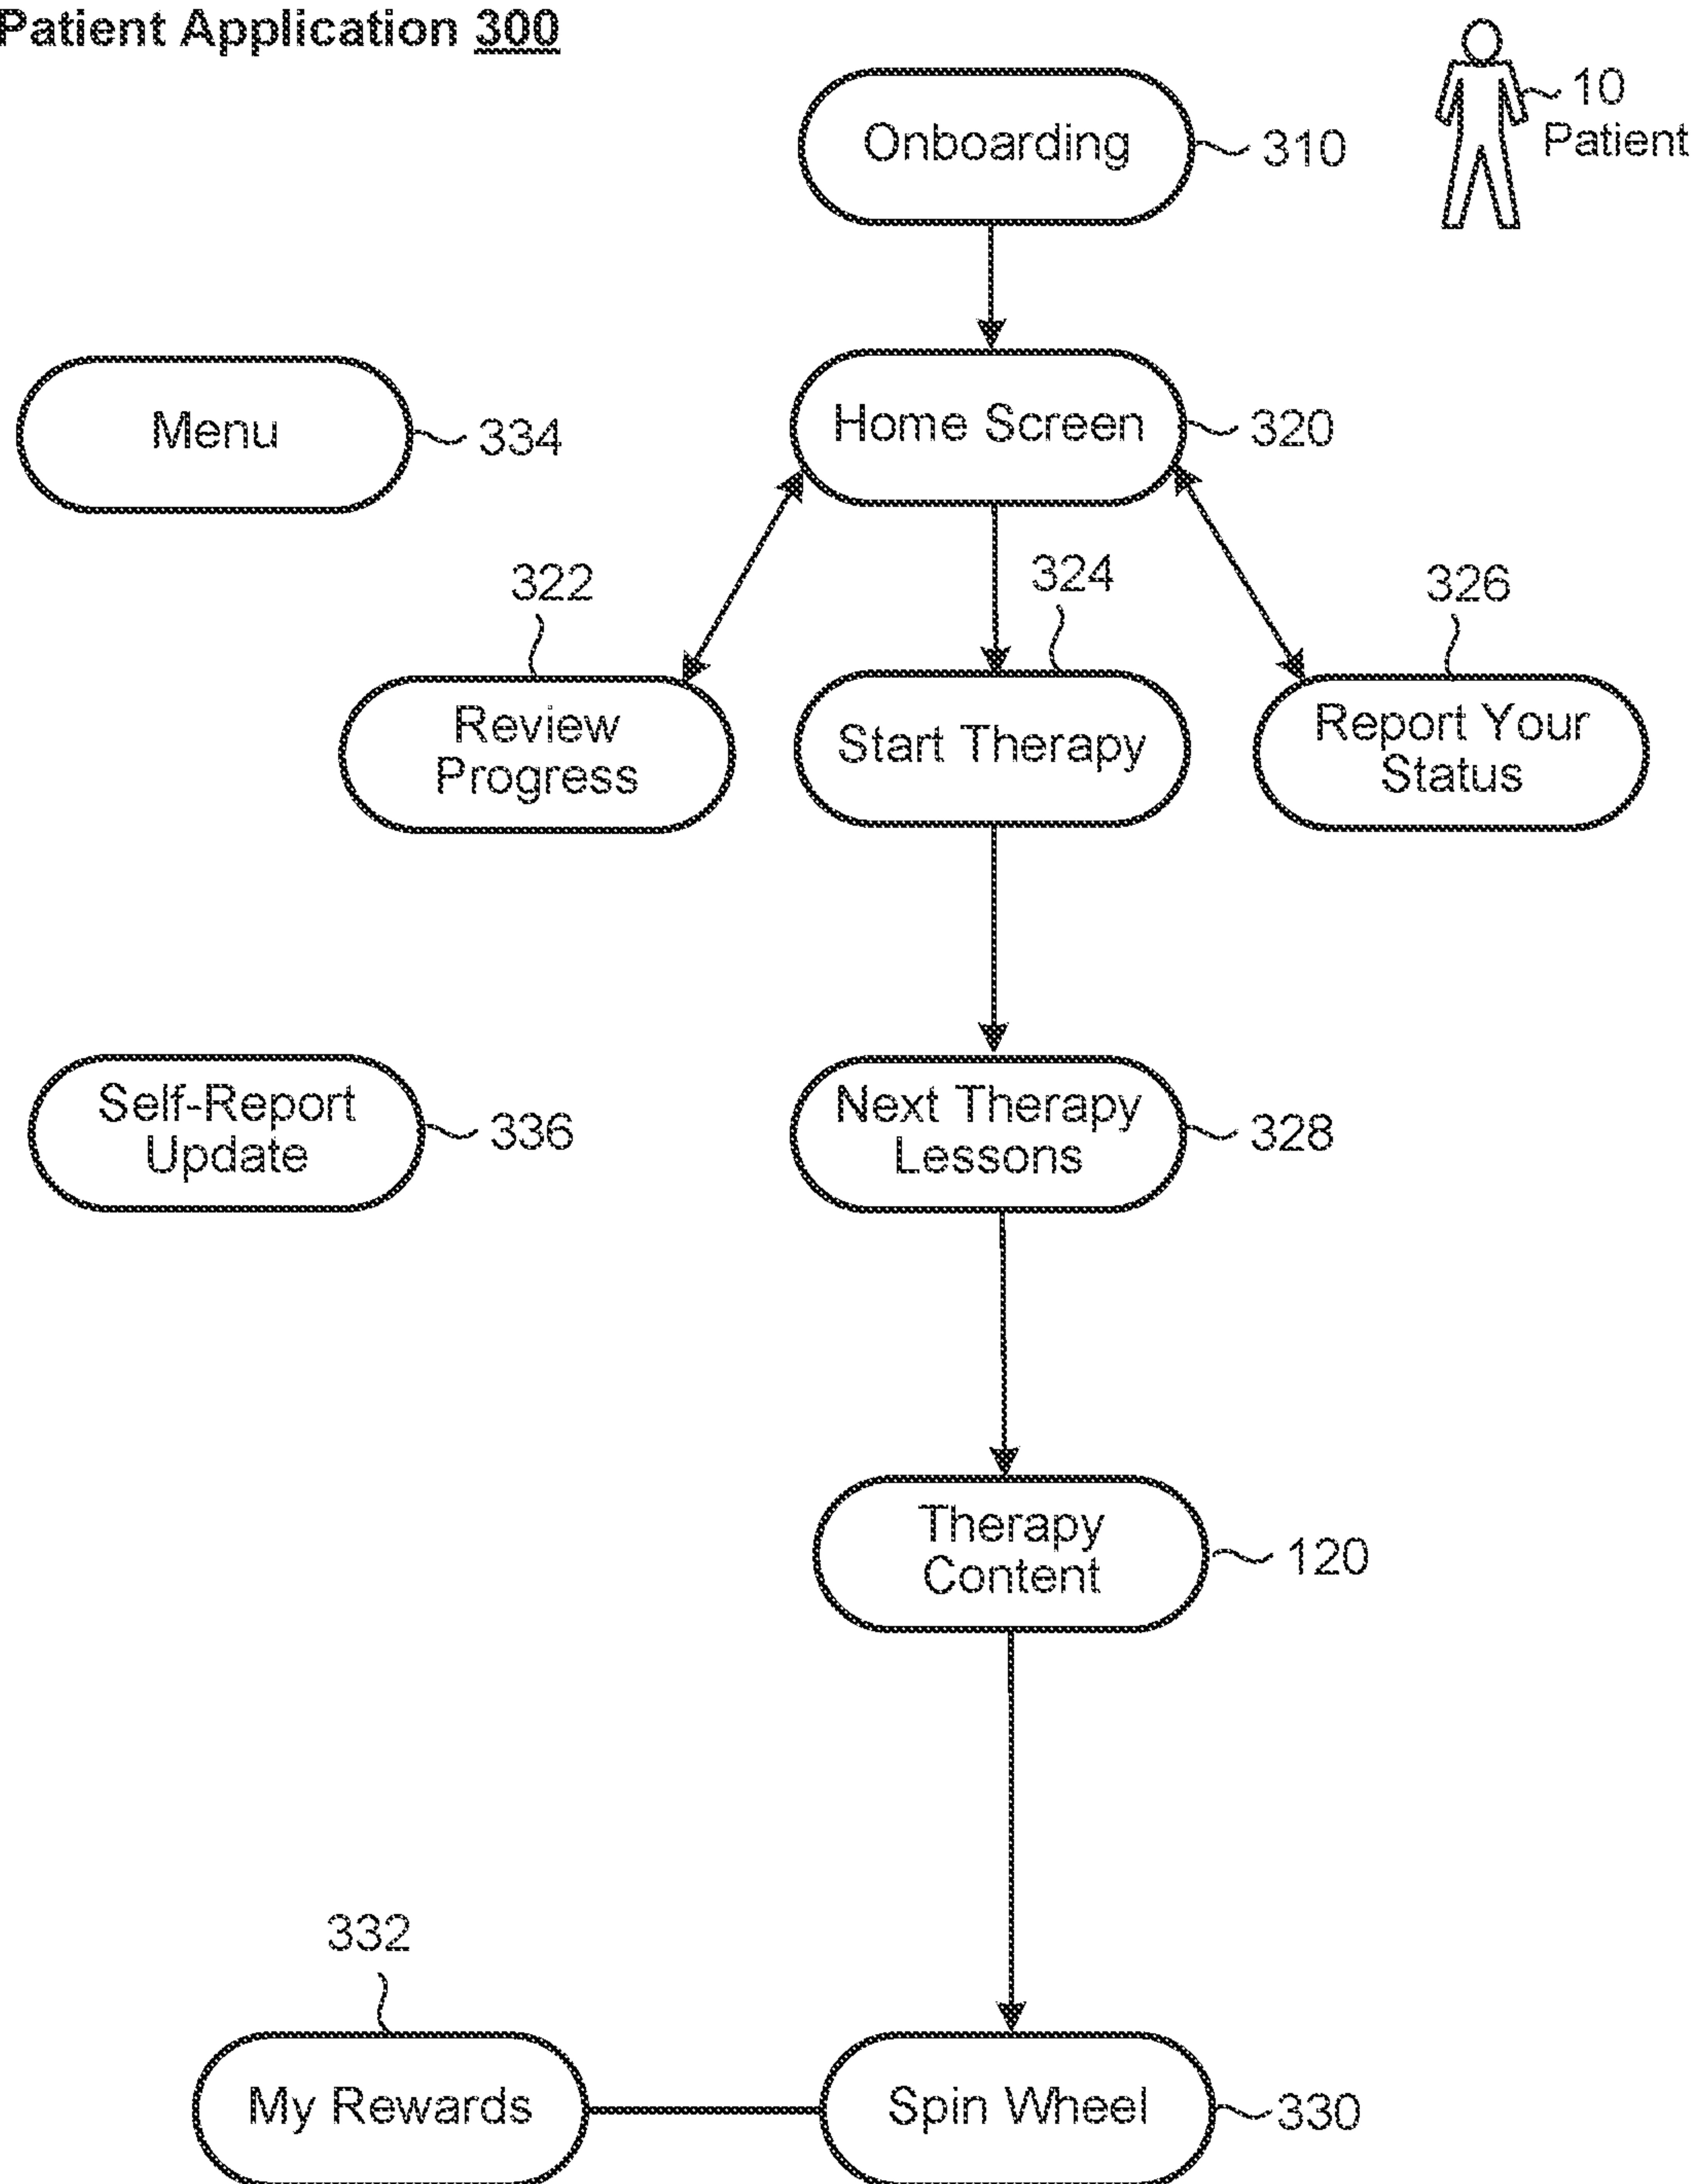 Patient Application 300
10
Patient
Onboarding
310
Menu
334
Home Screen
320
322
324
326
Review
Progress
Start Therapy
Report Your
Status
Self-Report
Update
336
Next Therapy
Lessons
328
Therapy
Content
120
332
My Rewards
Spin Wheel
330